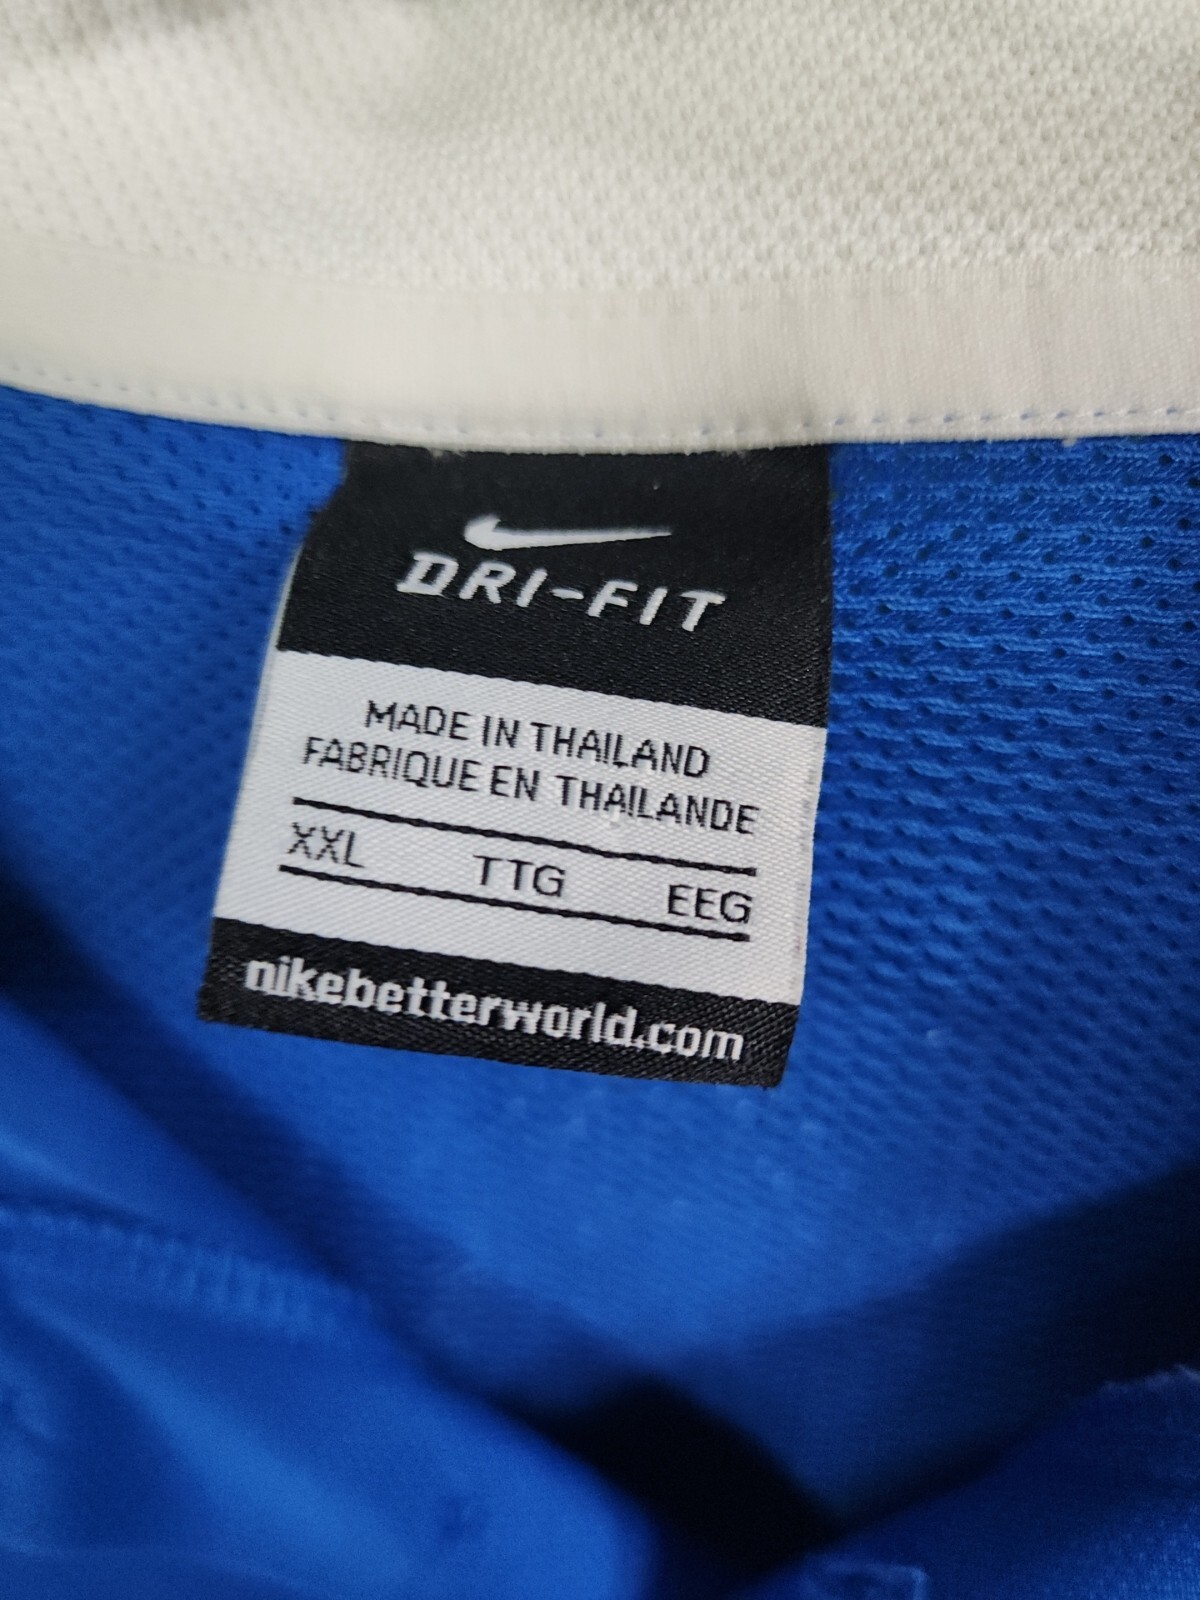 DRI-FIT
MADE IN THAILAND
FABRIQUE EN THAILANDE
XXL TTG EEG
nikebetterworld.com